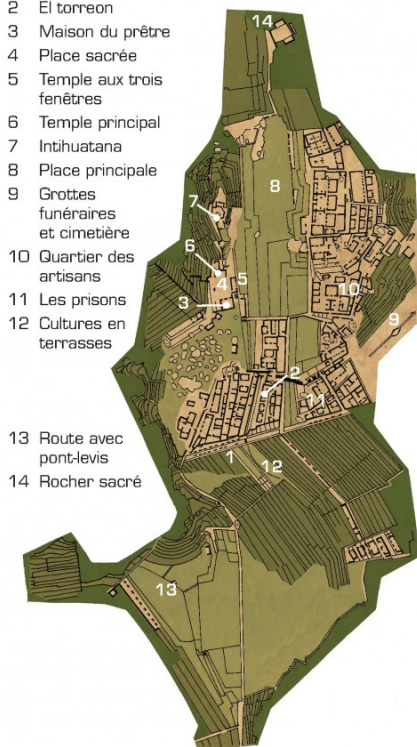 2 El torreon
3 Maison du prêtre
4 Place sacrée
5 Temple aux trois
fenêtres
6 Temple principal
7 Intihuatana
8 Place principale
9 Grottes
funéraires
et cimetière
10 Quartier des
artisans
11 Les prisons
12 Cultures en
terrasses
13 Route avec
pont-levis
14 Rocher sacré
14
8
7
6
5
4
3
10
9
2
11
1
12
13